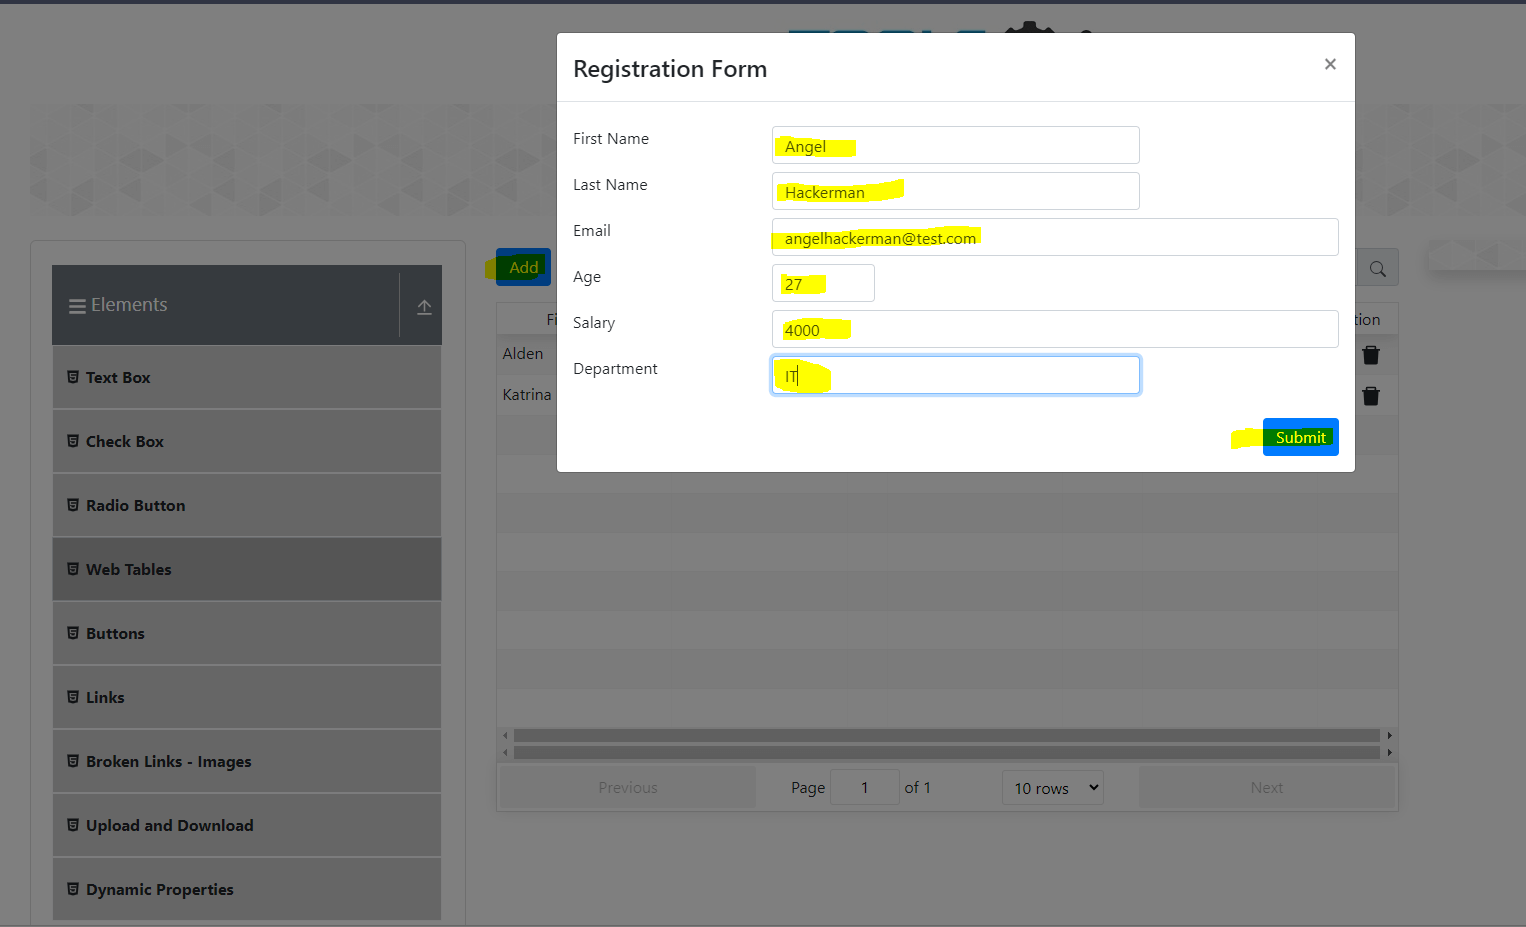 Registration Form
×
First Name
Angel
Last Name
Hackerman
Email
angelhackerman@test.com
Age
27
Salary
4000
Department
IT
Submit
Elements
Text Box
Check Box
Radio Button
Web Tables
Buttons
Links
Broken Links - Images
Upload and Download
Dynamic Properties
Add
Alden
Katrina
Previous
Page 1 of 1
10 rows
Next